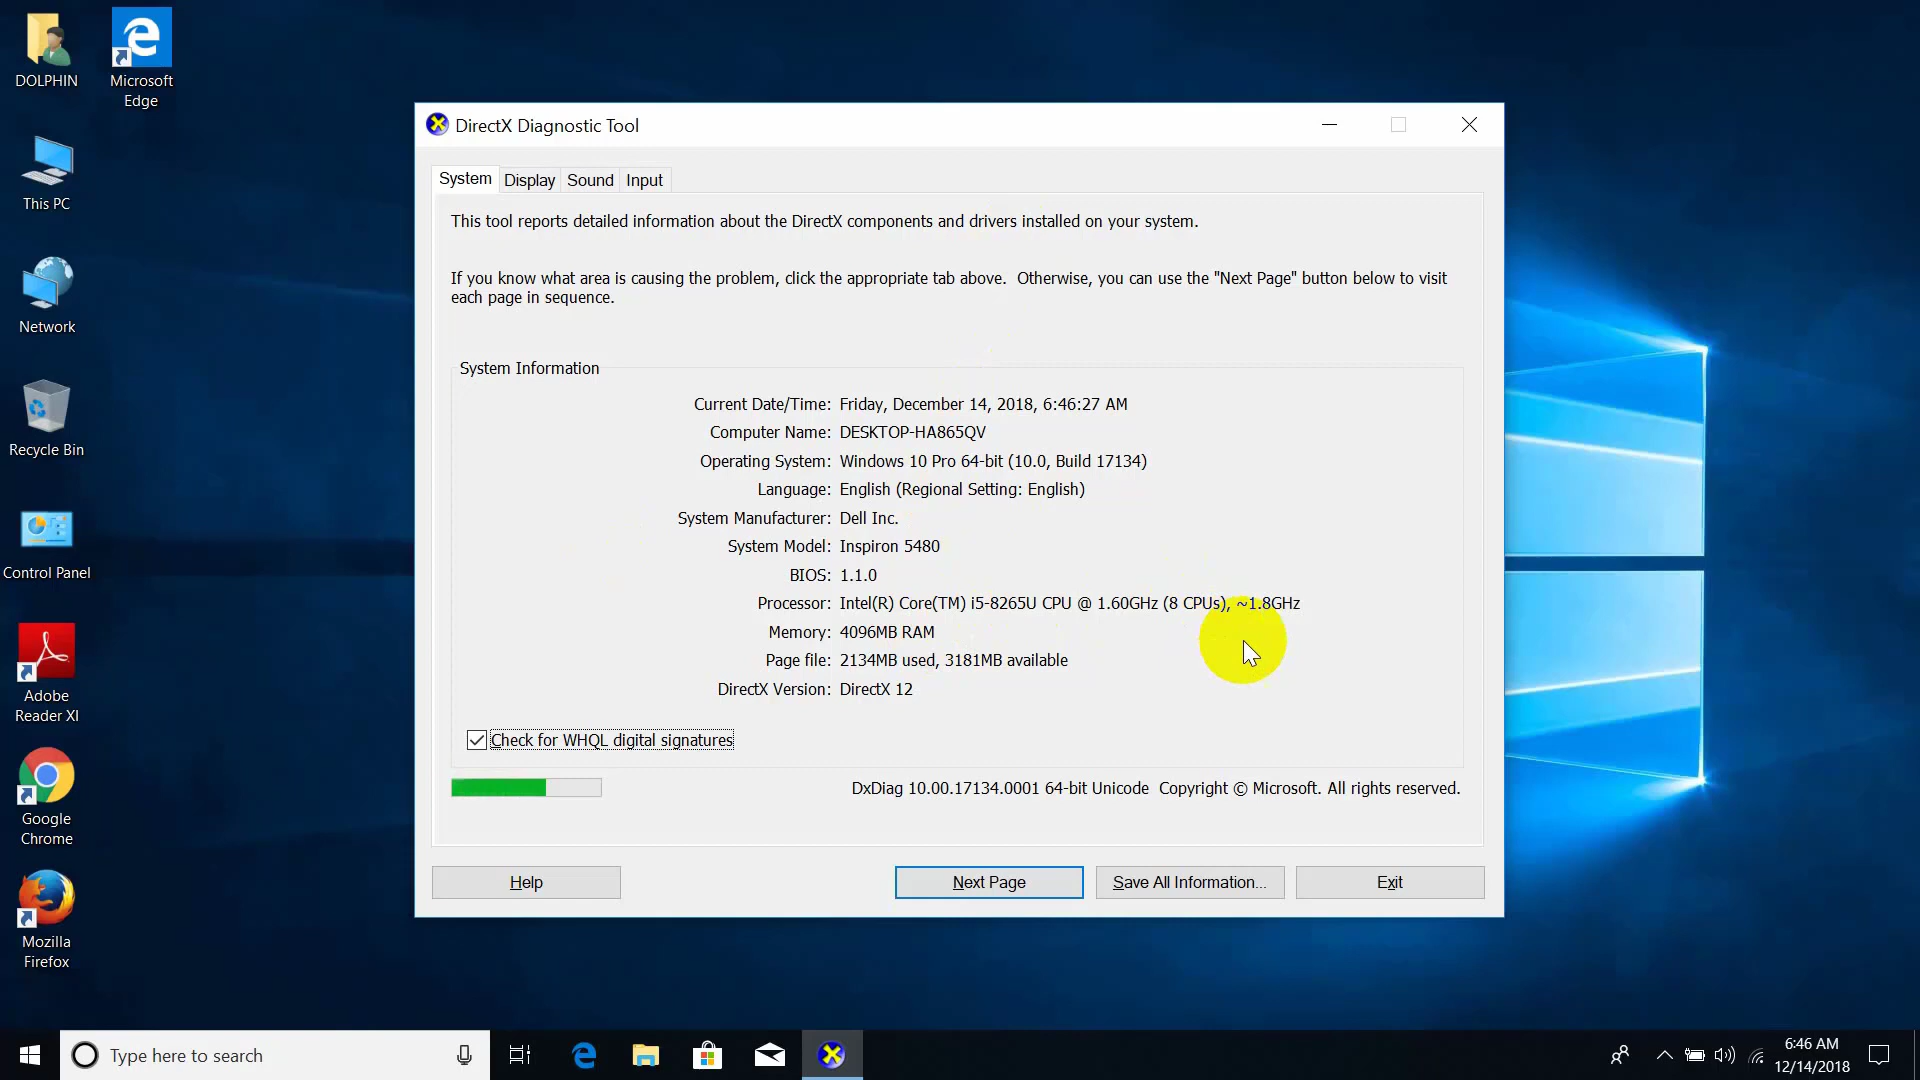 DOLPHIN
Microsoft
Edge
This PC
Network
Recycle Bin
Control Panel
Adobe
Reader XI
Google
Chrome
Mozilla
Firefox
DirectX Diagnostic Tool
System Display Sound Input
This tool reports detailed information about the DirectX components and drivers installed on your system.
If you know what area is causing the problem, click the appropriate tab above.  Otherwise, you can use the "Next Page" button below to visit
each page in sequence.
System Information
Current Date/Time: Friday, December 14, 2018, 6:46:27 AM
Computer Name: DESKTOP-HA865QV
Operating System: Windows 10 Pro 64-bit (10.0, Build 17134)
Language: English (Regional Setting: English)
System Manufacturer: Dell Inc.
System Model: Inspiron 5480
BIOS: 1.1.0
Processor: Intel(R) Core(TM) i5-8265U CPU @ 1.60GHz (8 CPUs), ~1.8GHz
Memory: 4096MB RAM
Page file: 2134MB used, 3181MB available
DirectX Version: DirectX 12
Check for WHQL digital signatures
DxDiag 10.00.17134.0001 64-bit Unicode  Copyright © Microsoft. All rights reserved.
Help Next Page Save All Information... Exit
Type here to search
6:46 AM
12/14/2018